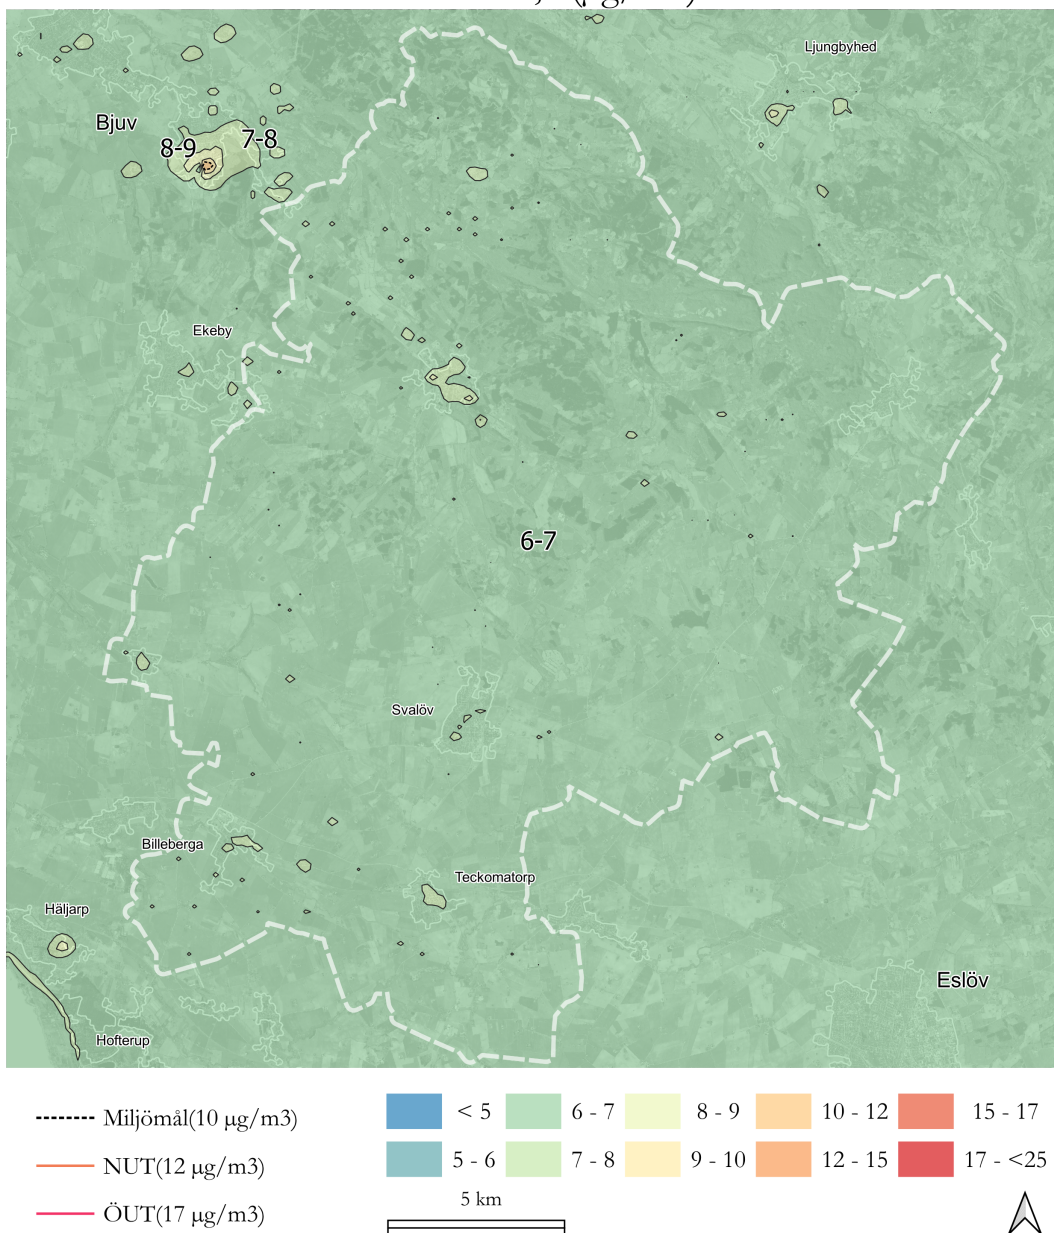 Ljungbyhed
Bjuv
8-9
7-8
Ekeby
6-7
Svalöv
Billeberga
Teckomatorp
Häljarp
Eslöv
Hofterup
Miljömål(10 µg/m3)
NUT(12 µg/m3)
ÖUT(17 µg/m3)
< 5
6 - 7
8 - 9
10 - 12
15 - 17
5 - 6
7 - 8
9 - 10
12 - 15
17 - <25
5 km